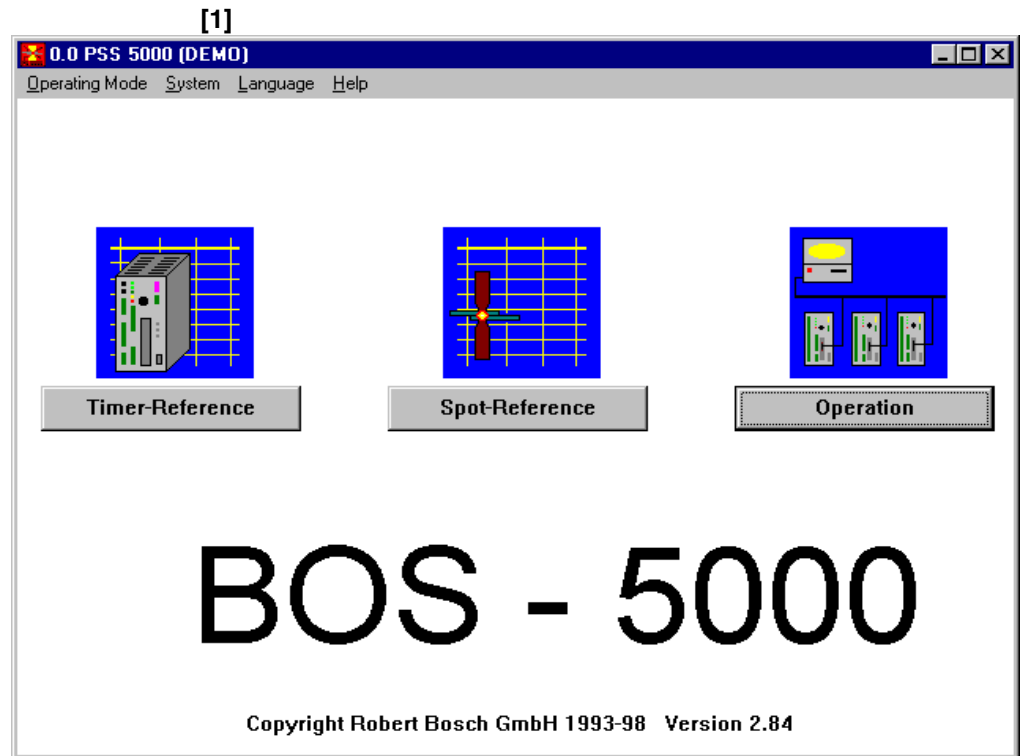 [1]
0.0 PSS 5000 (DEMO)
Operating Mode System Language Help
Timer-Reference Spot-Reference Operation
BOS - 5000
Copyright Robert Bosch GmbH 1993-98 Version 2.84